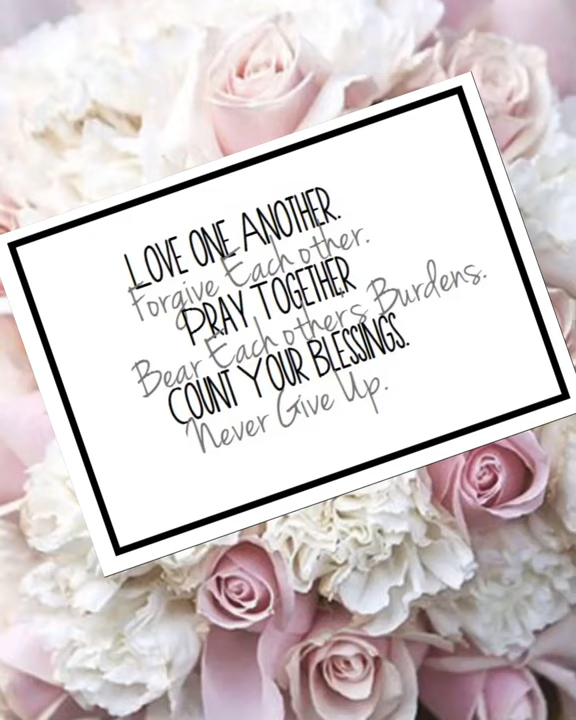 LOVE ONE ANOTHER.
Forgive Each other.
PRAY TOGETHER
Bear Each others Burdens.
COUNT YOUR BLESSINGS.
Never Give Up.